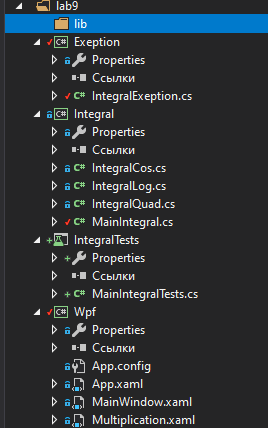 lab9
lib
C# Exeption
Properties
Ссылки
C# IntegralExeption.cs
C# Integral
Properties
Ссылки
C# IntegralCos.cs
C# IntegralLog.cs
C# IntegralQuad.cs
C# MainIntegral.cs
IntegralTests
Properties
Ссылки
C# MainIntegralTests.cs
C# Wpf
Properties
Ссылки
App.config
App.xaml
MainWindow.xaml
Multiplication.xaml